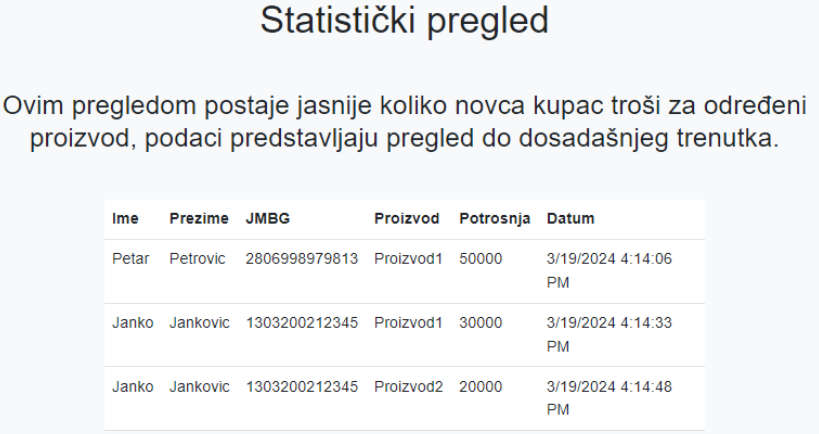 Statistički pregled
Ovim pregledom postaje jasnije koliko novca kupac troši za određeni
proizvod, podaci predstavljaju pregled do dosadašnjeg trenutka.
Ime Prezime JMBG Proizvod Potrosnja Datum
Petar Petrovic 2806998979813 Proizvod1 50000 3/19/2024 4:14:06
PM
Janko Jankovic 1303200212345 Proizvod1 30000 3/19/2024 4:14:33
PM
Janko Jankovic 1303200212345 Proizvod2 20000 3/19/2024 4:14:48
PM